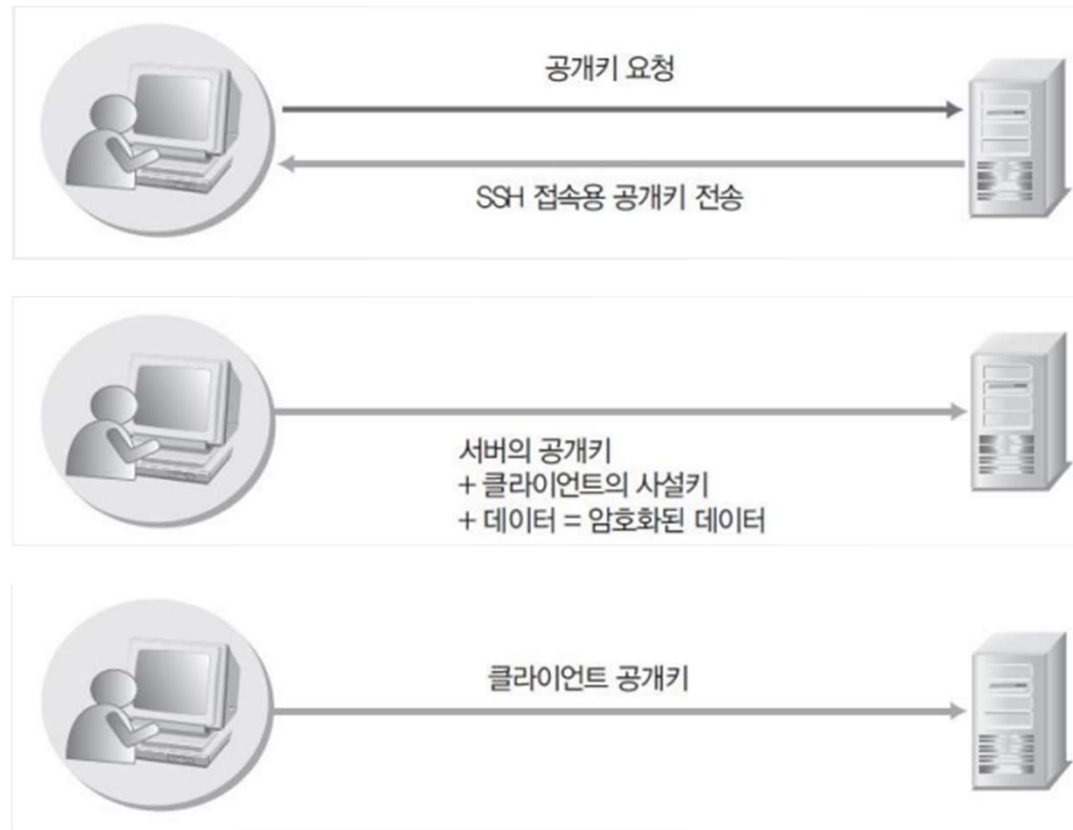 공개키 요청
SSH 접속용 공개키 전송
서버의 공개키
+ 클라이언트의 사설키
+ 데이터 = 암호화된 데이터
클라이언트 공개키